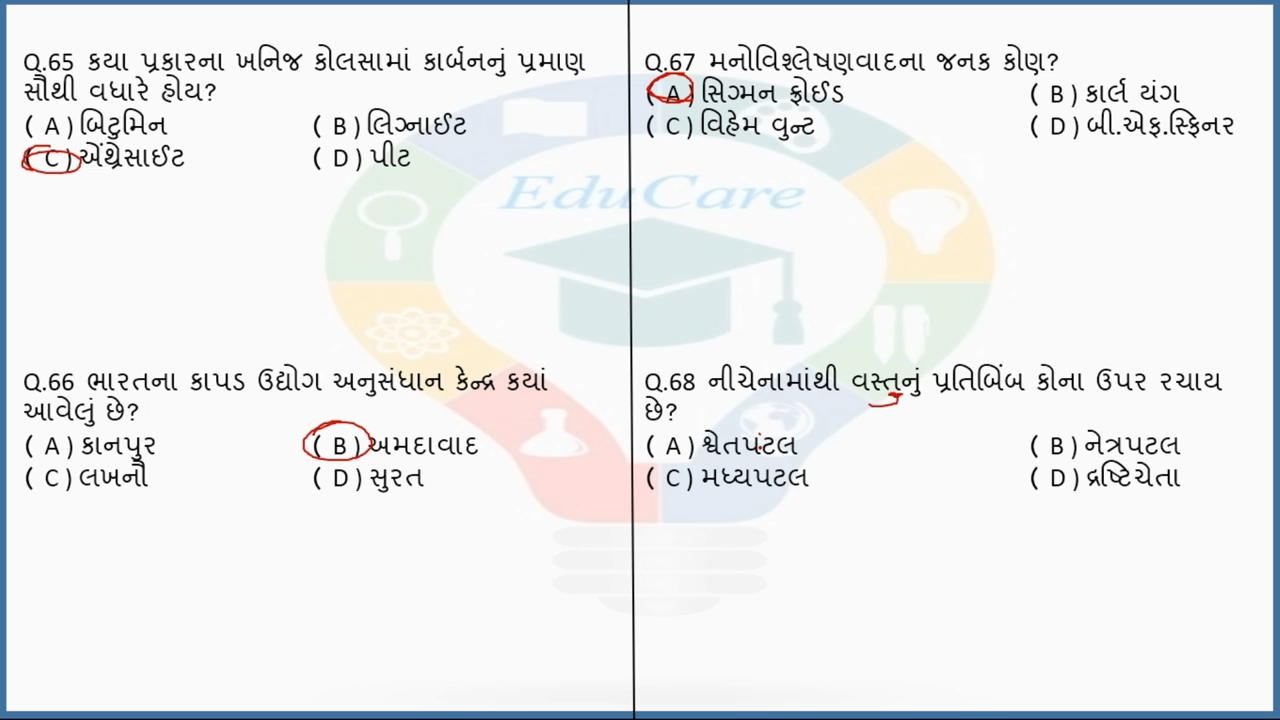 Q.65 કયા પ્રકારના ખનિજ કોલસામાં કાર્બનનું પ્રમાણ
સૌથી વધારે હોય?
( A ) બિટુમિન ( B ) લિગ્નાઈટ
( C ) એંથ્રેસાઈટ ( D ) પીટ
Q.66 ભારતના કાપડ ઉદ્યોગ અનુસંધાન કેન્દ્ર કયાં
આવેલું છે?
( A ) કાનપુર ( B ) અમદાવાદ
( C ) લખનૌ ( D ) સુરત
Q.67 મનોવિશ્લેષણવાદના જનક કોણ?
( A ) સિગ્મન ફ્રોઈડ ( B ) કાર્લ યંગ
( C ) વિહેમ વુન્ટ ( D ) બી.એફ.સ્કિનર
Q.68 નીચેનામાંથી વસ્તુનું પ્રતિબિંબ કોના ઉપર રચાય
છે?
( A ) શ્વેતપટલ ( B ) નેત્રપટલ
( C ) મધ્યપટલ ( D ) દ્રષ્ટિચેતા
EduCare